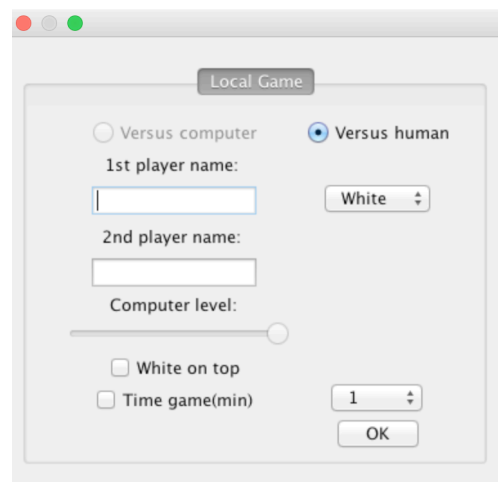 Local Game
Versus computer Versus human
1st player name:
White
2nd player name:
Computer level:
White on top
Time game(min) 1
OK